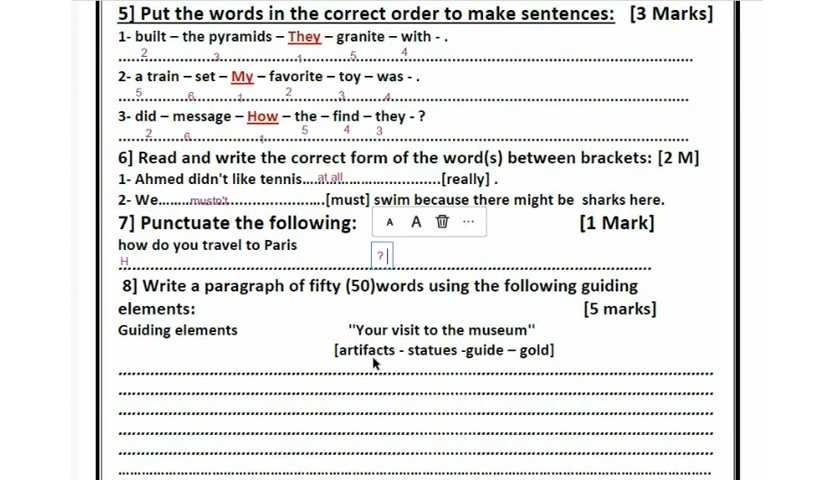 5] Put the words in the correct order to make sentences: [3 Marks]
1- built – the pyramids – They – granite – with - .
2 3 1 5 4
2- a train – set – My – favorite – toy – was - .
5 6 1 2 3 4
3- did – message – How – the – find – they - ?
2 6 1 5 4 3
6] Read and write the correct form of the word(s) between brackets: [2 M]
1- Ahmed didn't like tennis....at all........................[really] .
2- We.........mustn't.........................[must] swim because there might be sharks here.
7] Punctuate the following: [1 Mark]
A A ...
how do you travel to Paris
H ?
8] Write a paragraph of fifty (50)words using the following guiding
elements: [5 marks]
Guiding elements "Your visit to the museum"
[artifacts - statues -guide – gold]